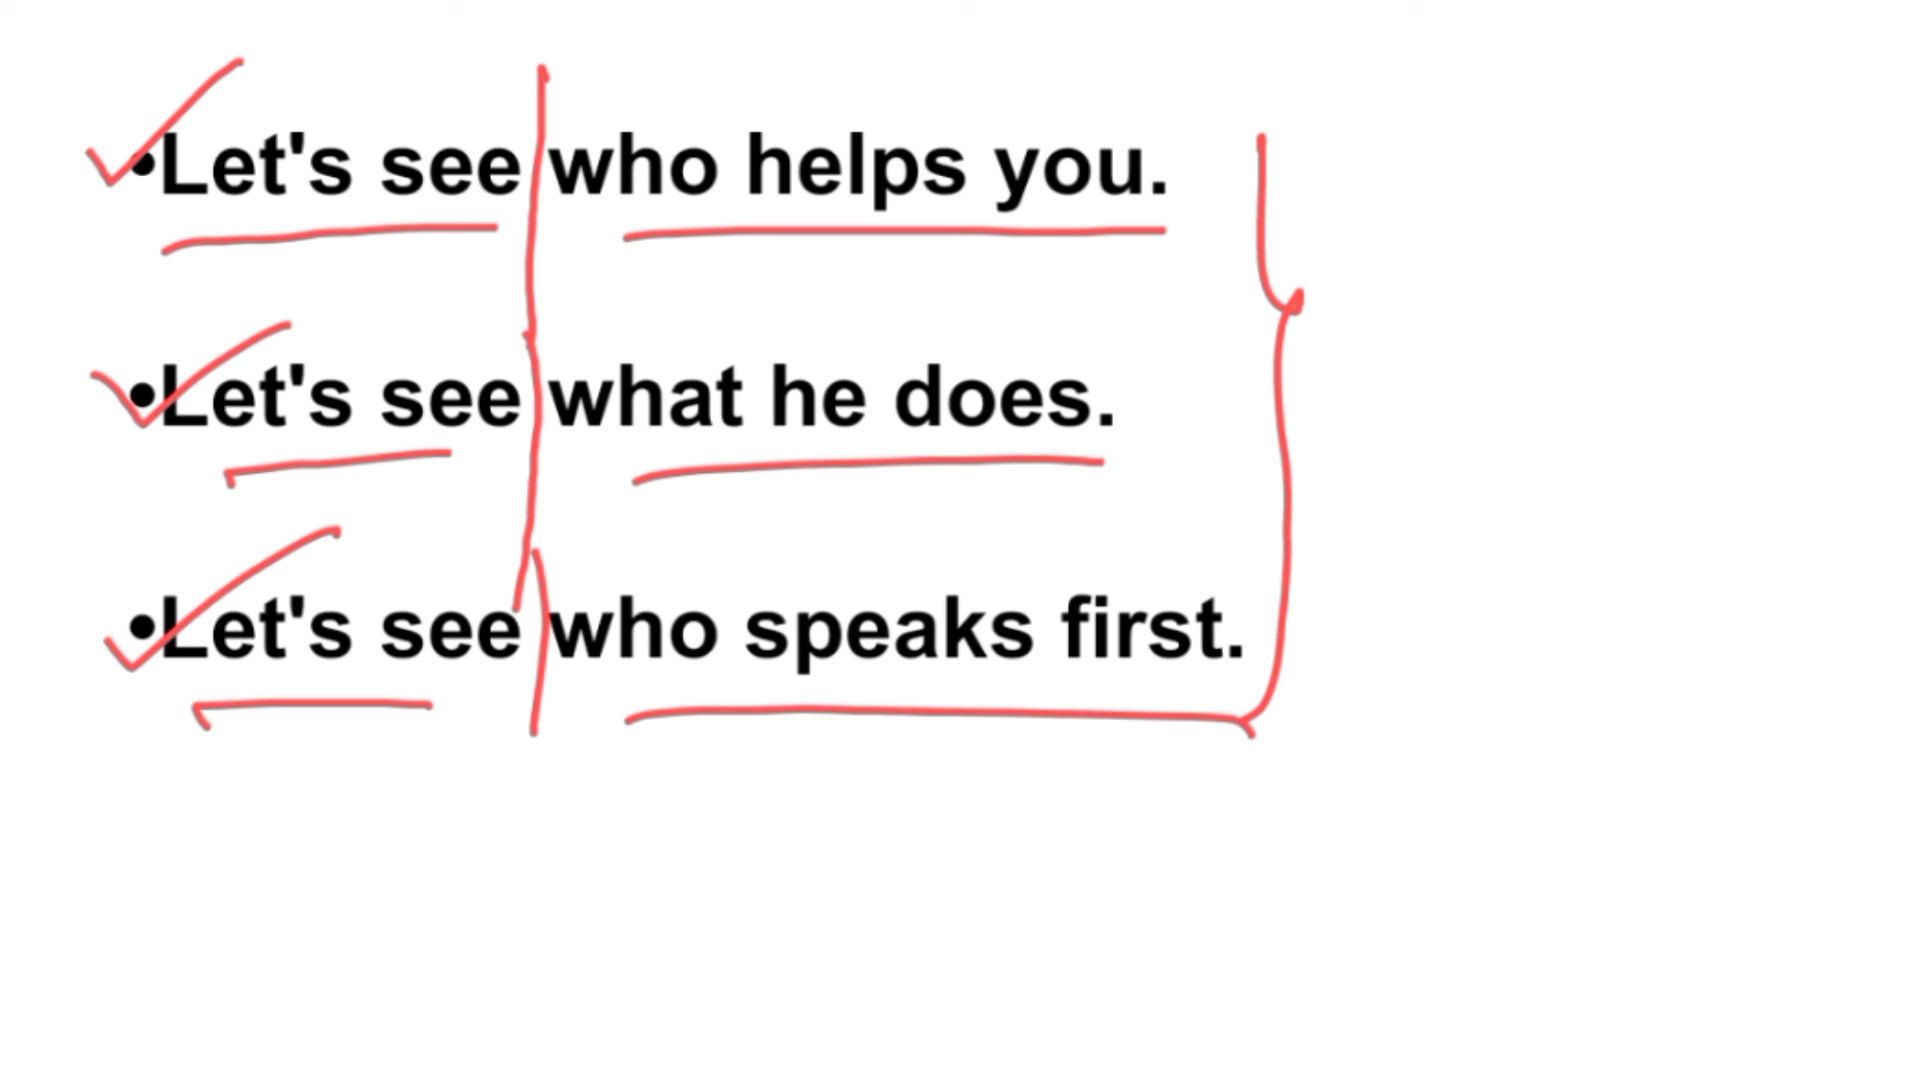 •Let's see who helps you.
•Let's see what he does.
•Let's see who speaks first.